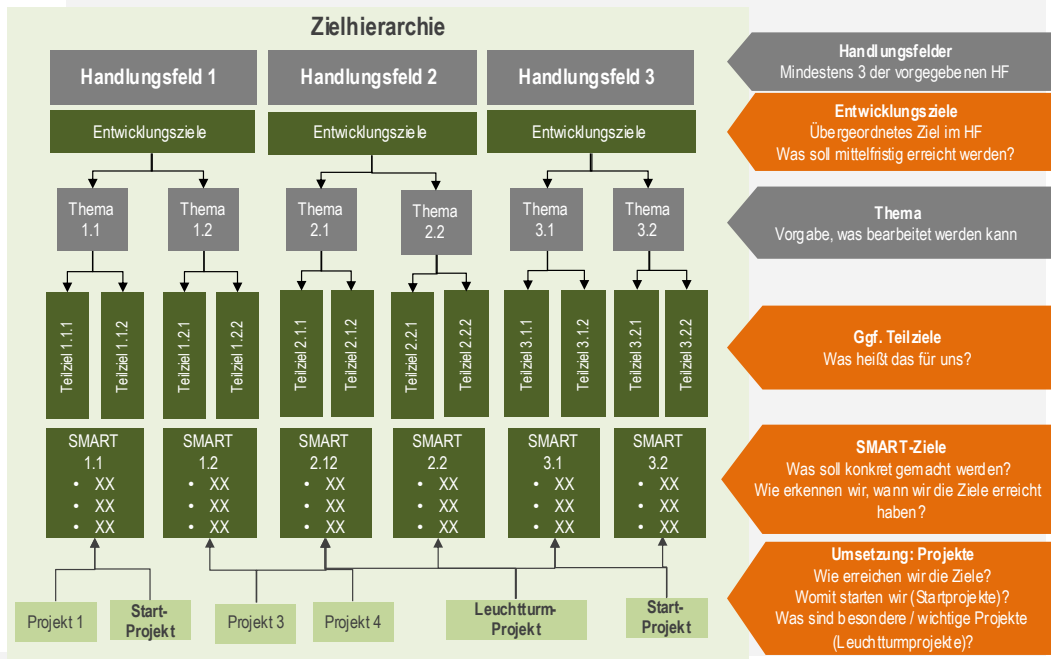 Zielhierarchie
Handlungsfeld 1
Handlungsfeld 2
Handlungsfeld 3
Handlungsfelder
Mindestens 3 der vorgegebenen HF
Entwicklungsziele
Entwicklungsziele
Entwicklungsziele
Entwicklungsziele
Übergeordnetes Ziel im HF
Was soll mittelfristig erreicht werden?
Thema
1.1
Thema
1.2
Thema
2.1
Thema
2.2
Thema
3.1
Thema
3.2
Thema
Vorgabe, was bearbeitet werden kann
Teilziel 1.1.1
Teilziel 1.1.2
Teilziel 1.2.1
Teilziel 1.2.2
Teilziel 2.1.1
Teilziel 2.1.2
Teilziel 2.2.1
Teilziel 2.2.2
Teilziel 3.1.1
Teilziel 3.1.2
Teilziel 3.2.1
Teilziel 3.2.2
Ggf. Teilziele
Was heißt das für uns?
SMART
1.1
• XX
• XX
• XX
SMART
1.2
• XX
• XX
• XX
SMART
2.12
• XX
• XX
• XX
SMART
2.2
• XX
• XX
• XX
SMART
3.1
• XX
• XX
• XX
SMART
3.2
• XX
• XX
• XX
SMART-Ziele
Was soll konkret gemacht werden?
Wie erkennen wir, wann wir die Ziele erreicht
haben?
Projekt 1
Start-
Projekt
Projekt 3
Projekt 4
Leuchtturm-
Projekt
Start-
Projekt
Umsetzung: Projekte
Wie erreichen wir die Ziele?
Womit starten wir (Startprojekte)?
Was sind besondere / wichtige Projekte
(Leuchtturmprojekte)?